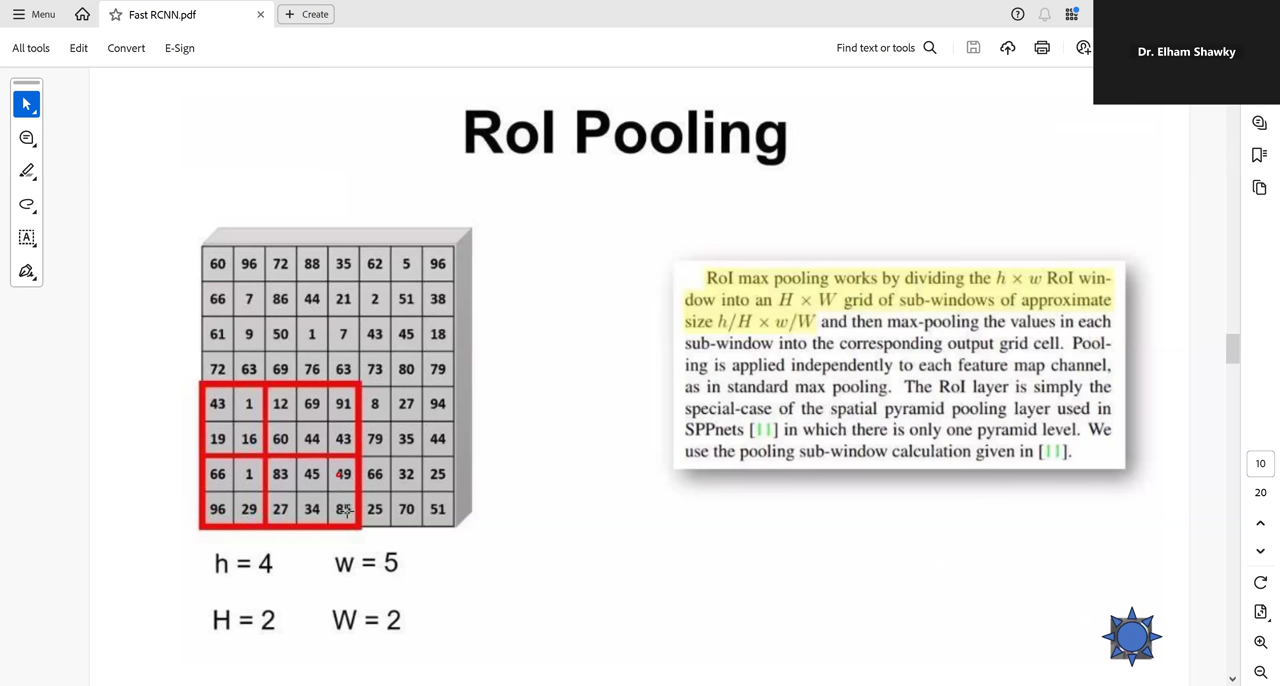 Menu
Fast RCNN.pdf
Create
All tools Edit Convert E-Sign
Find text or tools
Dr. Elham Shawky
RoI Pooling
60 96 72 88 35 62 5 96
66 7 86 44 21 2 51 38
61 9 50 1 7 43 45 18
72 63 69 76 63 73 80 79
43 1 12 69 91 8 27 94
19 16 60 44 43 79 35 44
66 1 83 45 49 66 32 25
96 29 27 34 25 70 51
h = 4 w = 5
H = 2 W = 2
RoI max pooling works by dividing the h × w RoI win-
dow into an H × W grid of sub-windows of approximate
size h/H × w/W and then max-pooling the values in each
sub-window into the corresponding output grid cell. Pool-
ing is applied independently to each feature map channel,
as in standard max pooling. The RoI layer is simply the
special-case of the spatial pyramid pooling layer used in
SPPnets [11] in which there is only one pyramid level. We
use the pooling sub-window calculation given in [11].
10
20